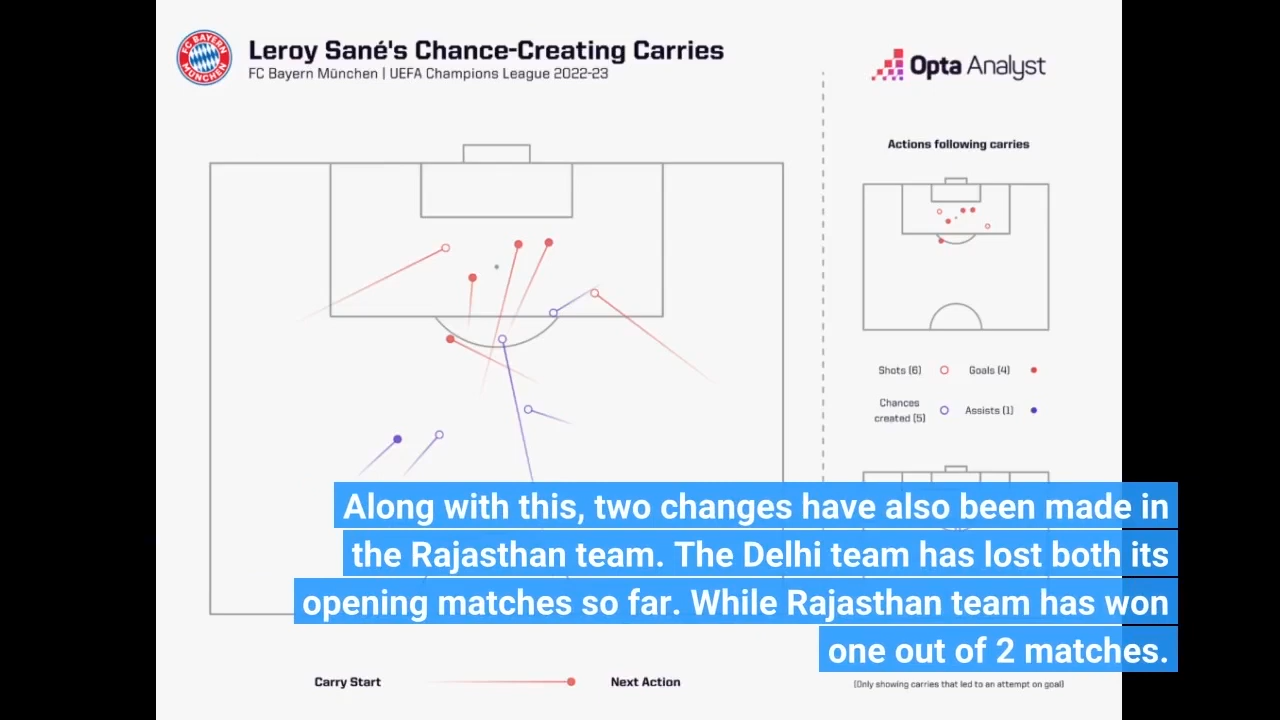 FC BAYERN
MÜNCHEN
Leroy Sané's Chance-Creating Carries
FC Bayern München | UEFA Champions League 2022-23
Opta Analyst
Actions following carries
Shots (6)
Goals (4)
Chances
created (5)
Assists (1)
Along with this, two changes have also been made in
the Rajasthan team. The Delhi team has lost both its
opening matches so far. While Rajasthan team has won
one out of 2 matches.
Carry Start
Next Action
(Only showing carries that led to an attempt on goal)